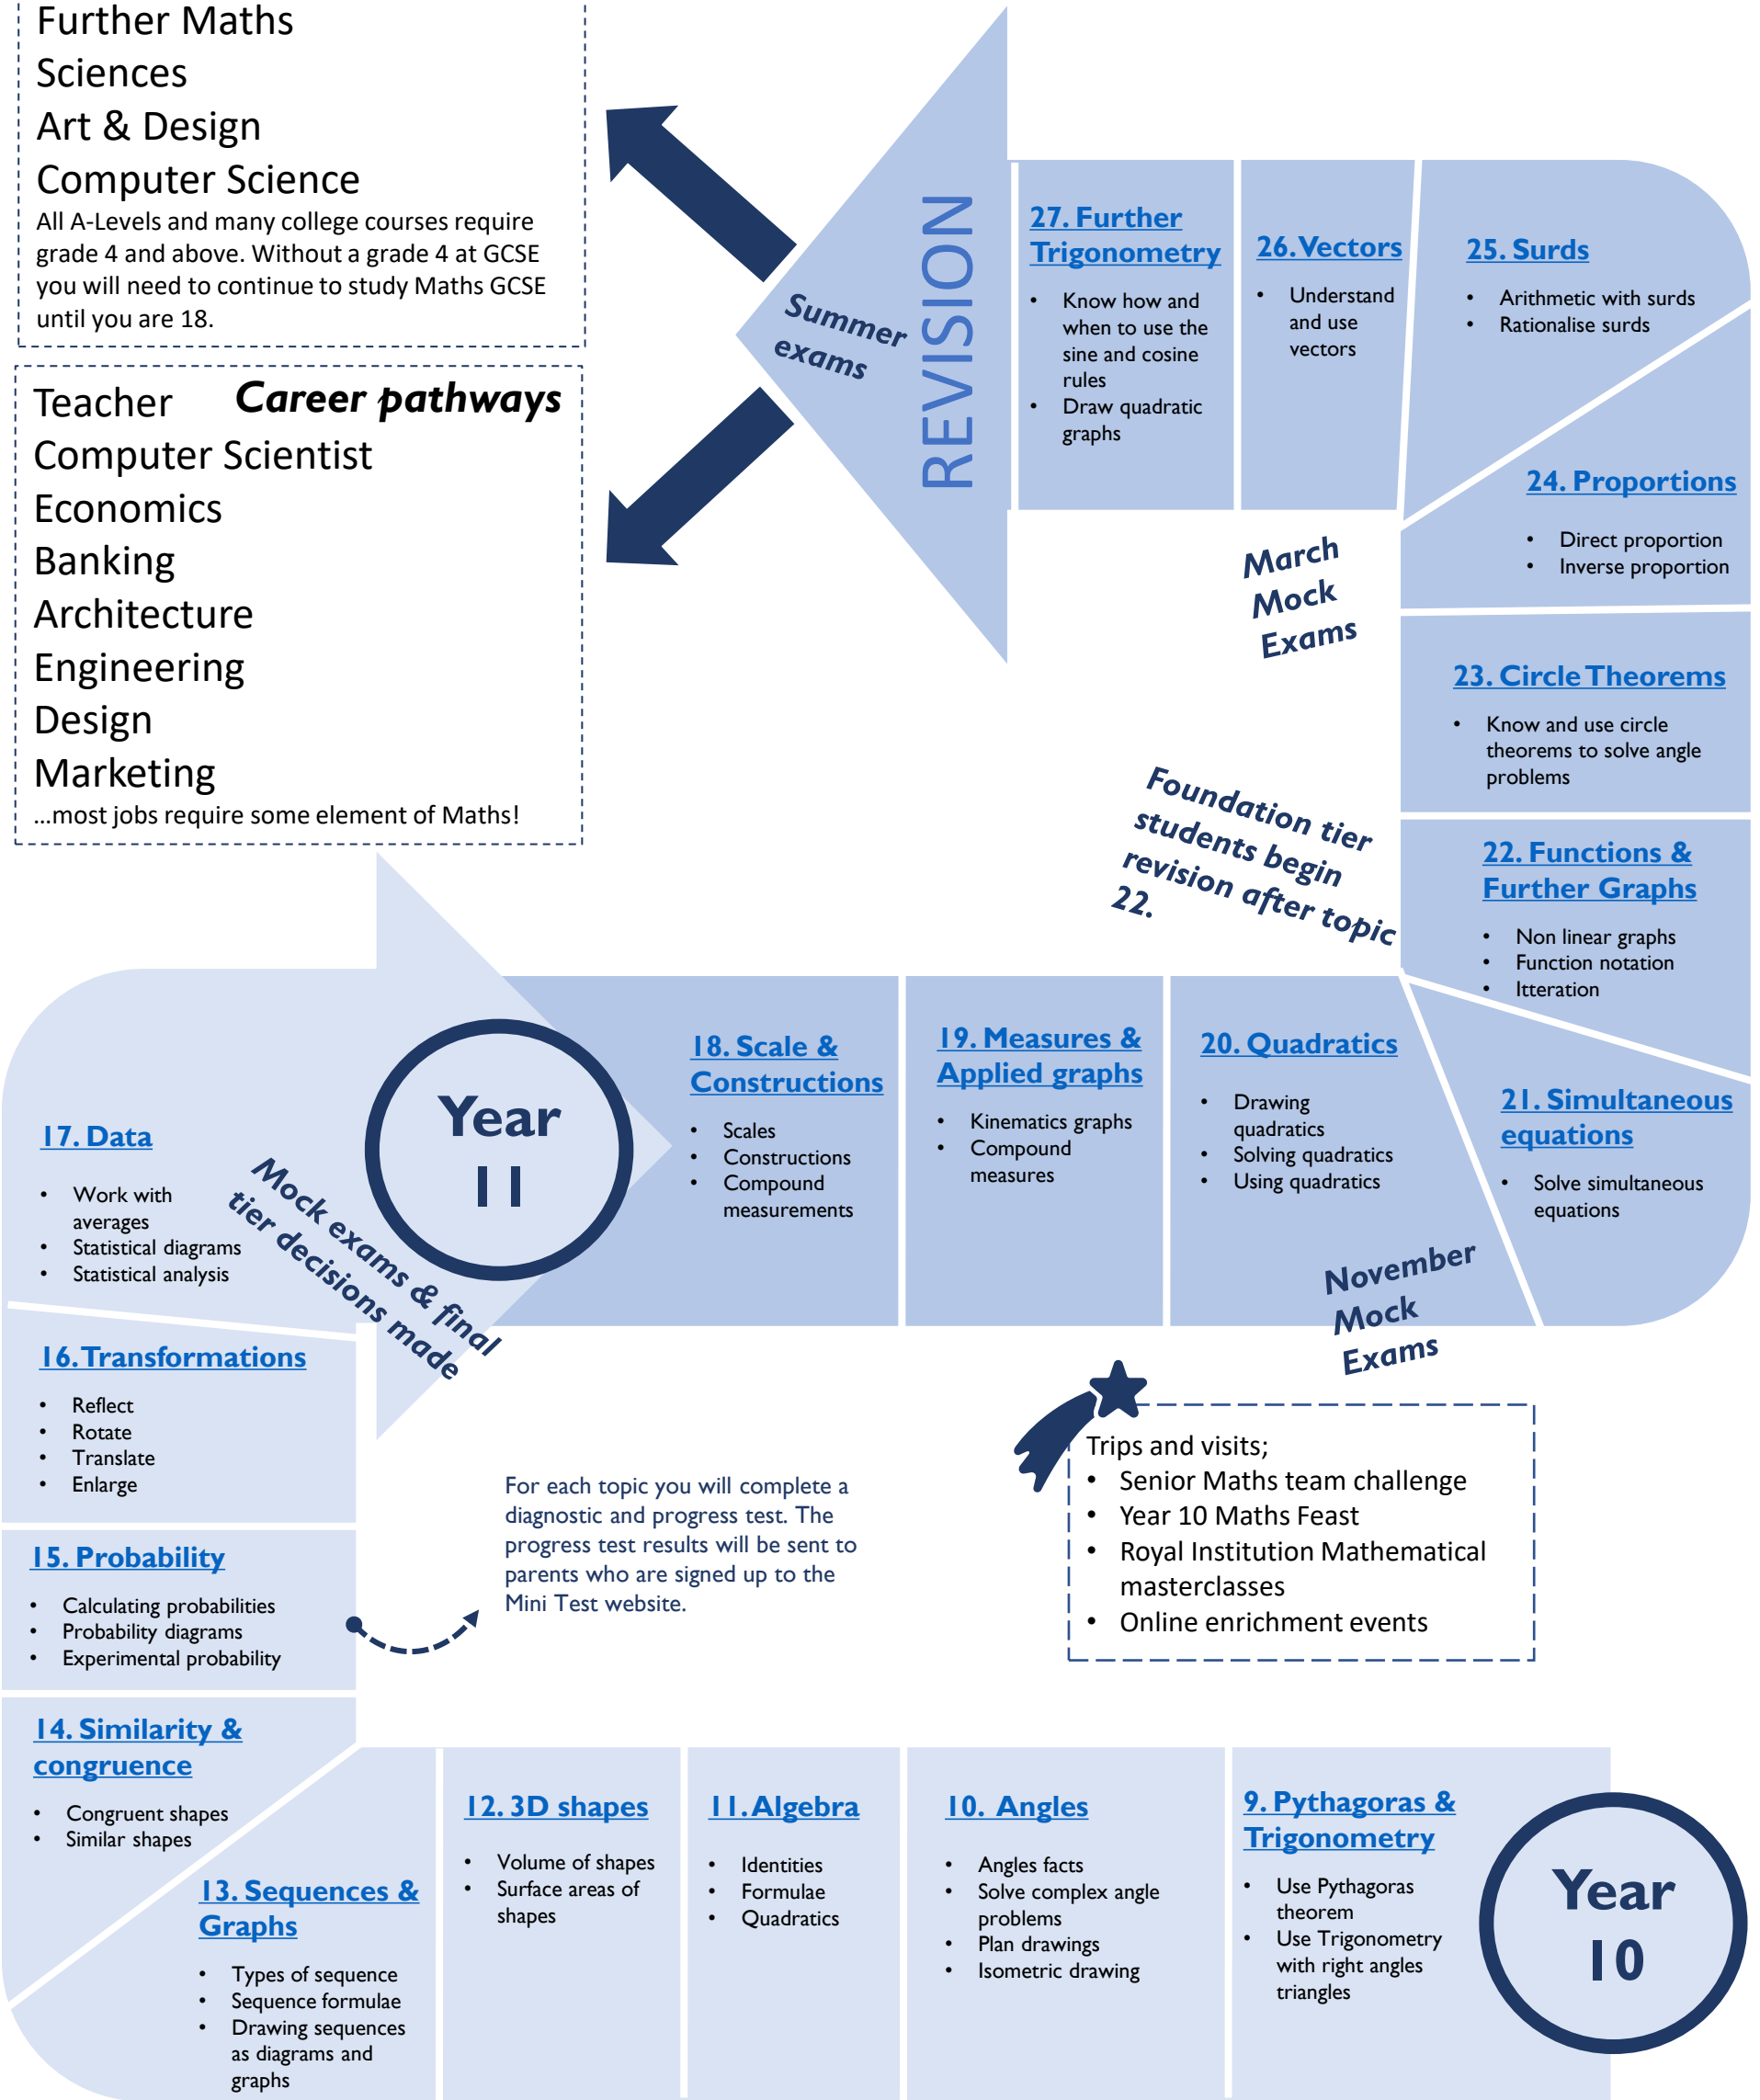 Further Maths
Sciences
Art & Design
Computer Science
All A-Levels and many college courses require
grade 4 and above. Without a grade 4 at GCSE
you will need to continue to study Maths GCSE
until you are 18.
Career pathways
Teacher
Computer Scientist
Economics
Banking
Architecture
Engineering
Design
Marketing
...most jobs require some element of Maths!
Summer
exams
REVISION
27. Further
Trigonometry
• Know how and
when to use the
sine and cosine
rules
• Draw quadratic
graphs
26. Vectors
• Understand
and use
vectors
25. Surds
• Arithmetic with surds
• Rationalise surds
24. Proportions
• Direct proportion
• Inverse proportion
March
Mock
Exams
23. Circle Theorems
• Know and use circle
theorems to solve angle
problems
Foundation tier
students begin
revision after topic
22.
22. Functions &
Further Graphs
• Non linear graphs
• Function notation
• Itteration
21. Simultaneous
equations
• Solve simultaneous
equations
20. Quadratics
• Drawing
quadratics
• Solving quadratics
• Using quadratics
November
Mock
Exams
19. Measures &
Applied graphs
• Kinematics graphs
• Compound
measures
18. Scale &
Constructions
• Scales
• Constructions
• Compound
measurements
Year
11
Mock exams & final
tier decisions made
17. Data
• Work with
averages
• Statistical diagrams
• Statistical analysis
16. Transformations
• Reflect
• Rotate
• Translate
• Enlarge
For each topic you will complete a
diagnostic and progress test. The
progress test results will be sent to
parents who are signed up to the
Mini Test website.
Trips and visits;
• Senior Maths team challenge
• Year 10 Maths Feast
• Royal Institution Mathematical
masterclasses
• Online enrichment events
15. Probability
• Calculating probabilities
• Probability diagrams
• Experimental probability
14. Similarity &
congruence
• Congruent shapes
• Similar shapes
13. Sequences &
Graphs
• Types of sequence
• Sequence formulae
• Drawing sequences
as diagrams and
graphs
12. 3D shapes
• Volume of shapes
• Surface areas of
shapes
11. Algebra
• Identities
• Formulae
• Quadratics
10. Angles
• Angles facts
• Solve complex angle
problems
• Plan drawings
• Isometric drawing
9. Pythagoras &
Trigonometry
• Use Pythagoras
theorem
• Use Trigonometry
with right angles
triangles
Year
10